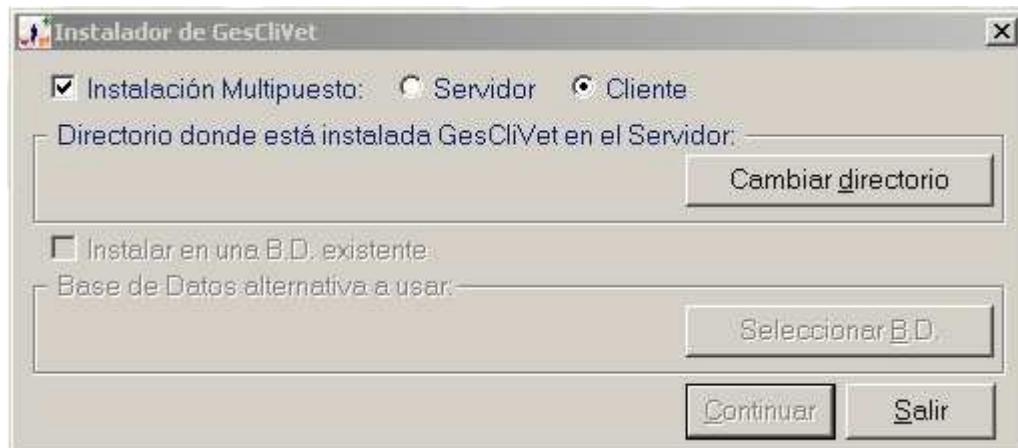 Instalador de GesCliVet
Instalación Multipuesto: Servidor Cliente
Directorio donde está instalada GesCliVet en el Servidor:
Cambiar directorio
Instalar en una B.D. existente
Base de Datos alternativa a usar:
Seleccionar B.D.
Continuar Salir